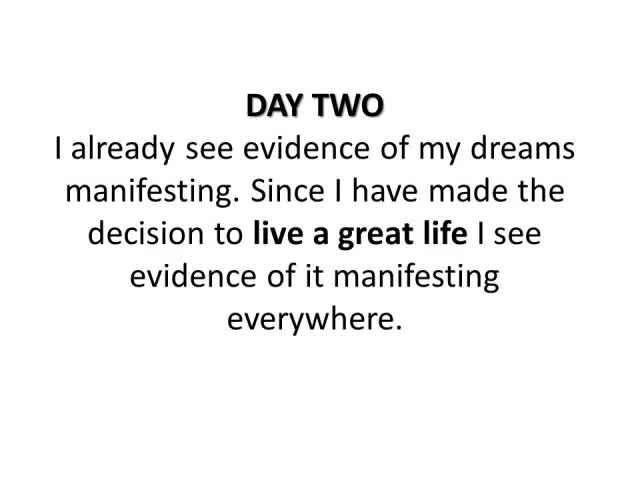 DAY TWO
I already see evidence of my dreams
manifesting. Since I have made the
decision to live a great life I see
evidence of it manifesting
everywhere.